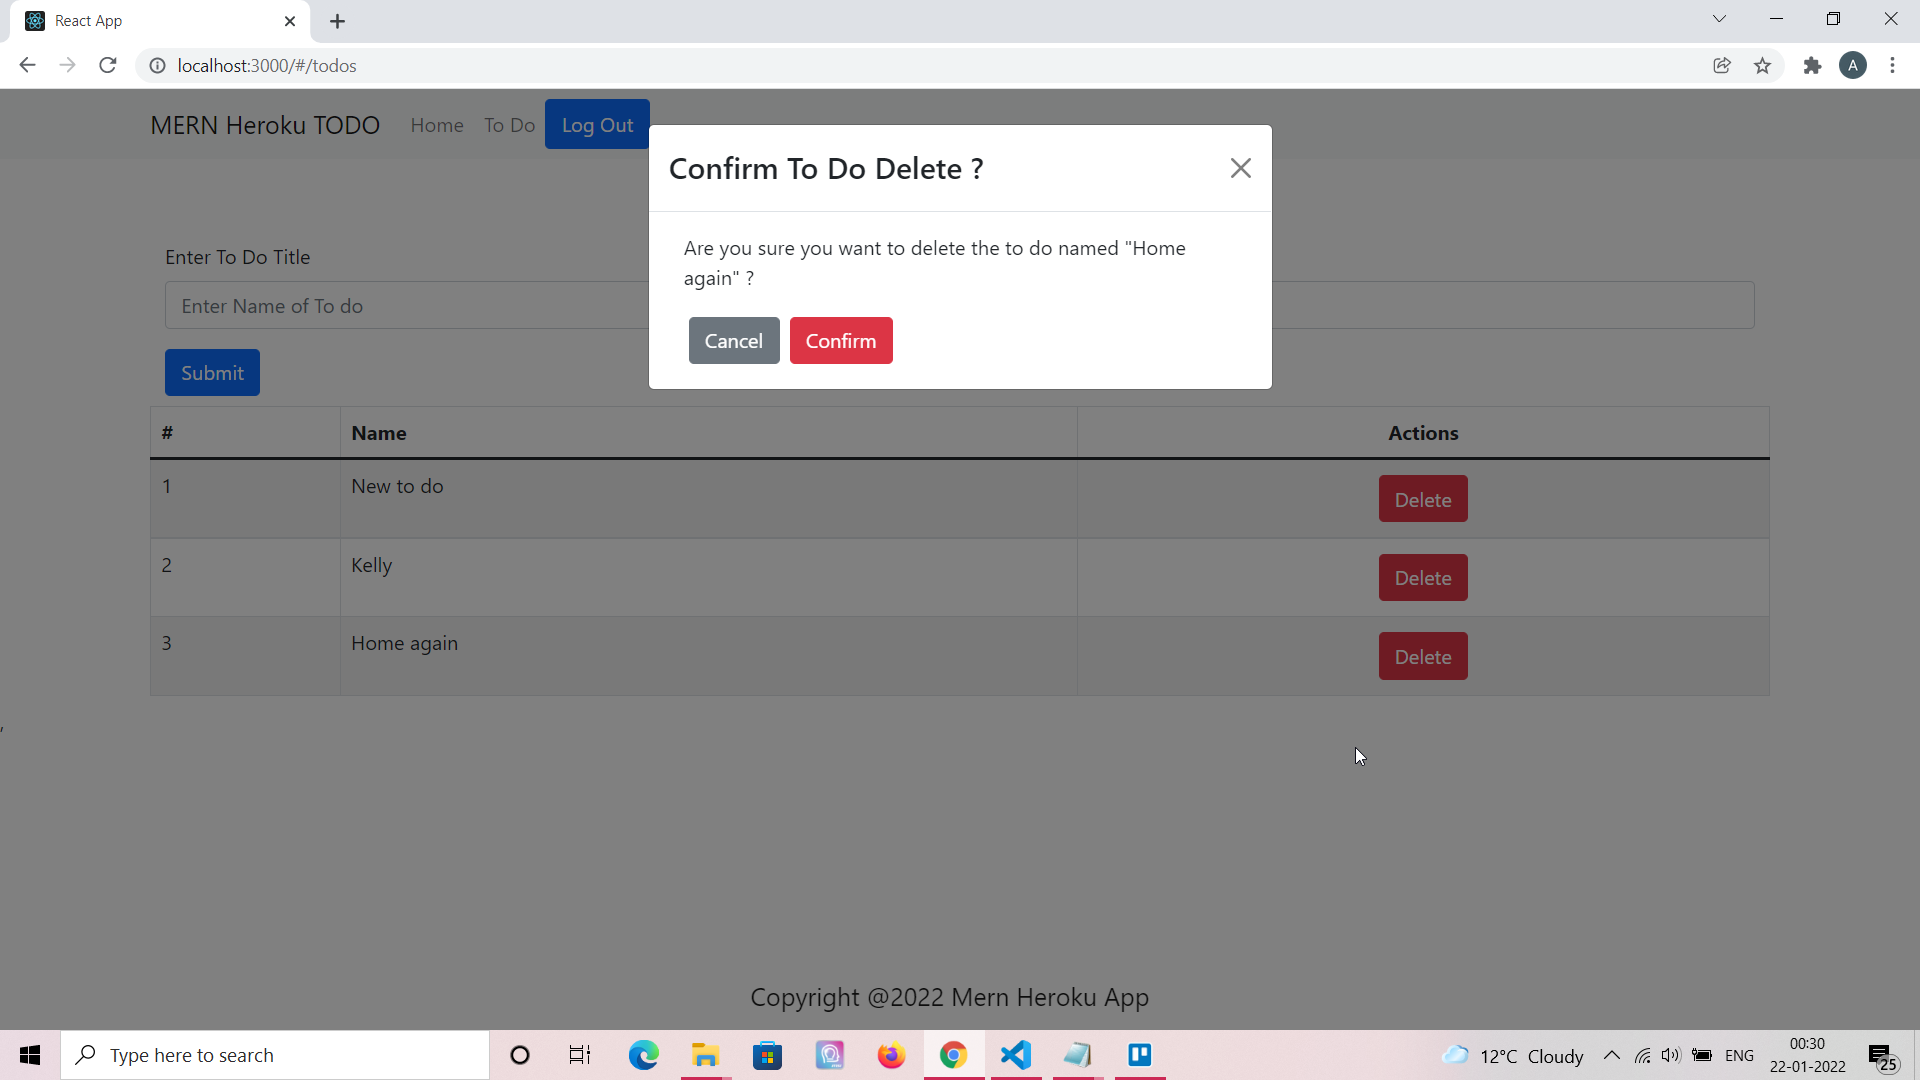 React App
localhost:3000/#/todos
A
MERN Heroku TODO Home To Do Log Out
Confirm To Do Delete ?
Are you sure you want to delete the to do named "Home
again" ?
Cancel Confirm
Enter To Do Title
Enter Name of To do
Submit
# Name Actions
1 New to do Delete
2 Kelly Delete
3 Home again Delete
,
Copyright @2022 Mern Heroku App
Type here to search
12°C Cloudy
ENG
00:30
22-01-2022
25